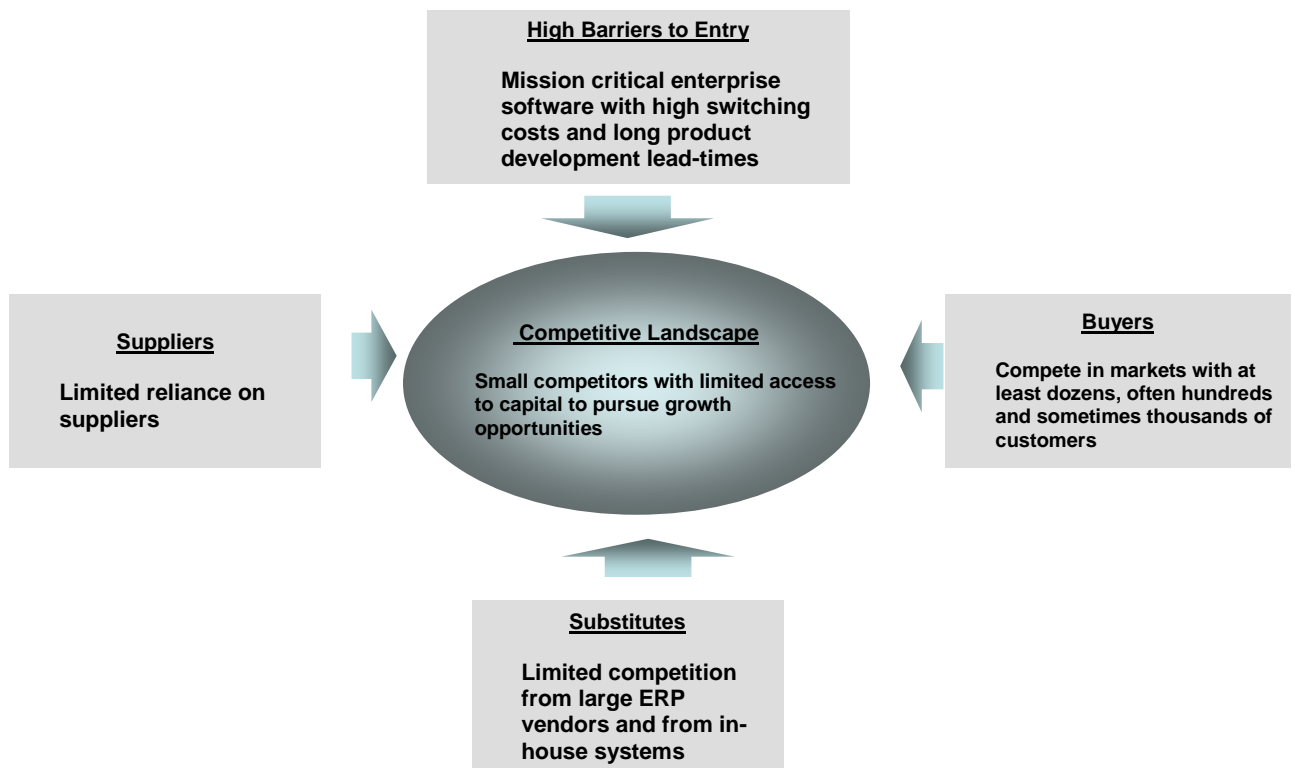 High Barriers to Entry
Mission critical enterprise
software with high switching
costs and long product
development lead-times
Suppliers
Limited reliance on
suppliers
Competitive Landscape
Small competitors with limited access
to capital to pursue growth
opportunities
Buyers
Compete in markets with at
least dozens, often hundreds
and sometimes thousands of
customers
Substitutes
Limited competition
from large ERP
vendors and from in-
house systems